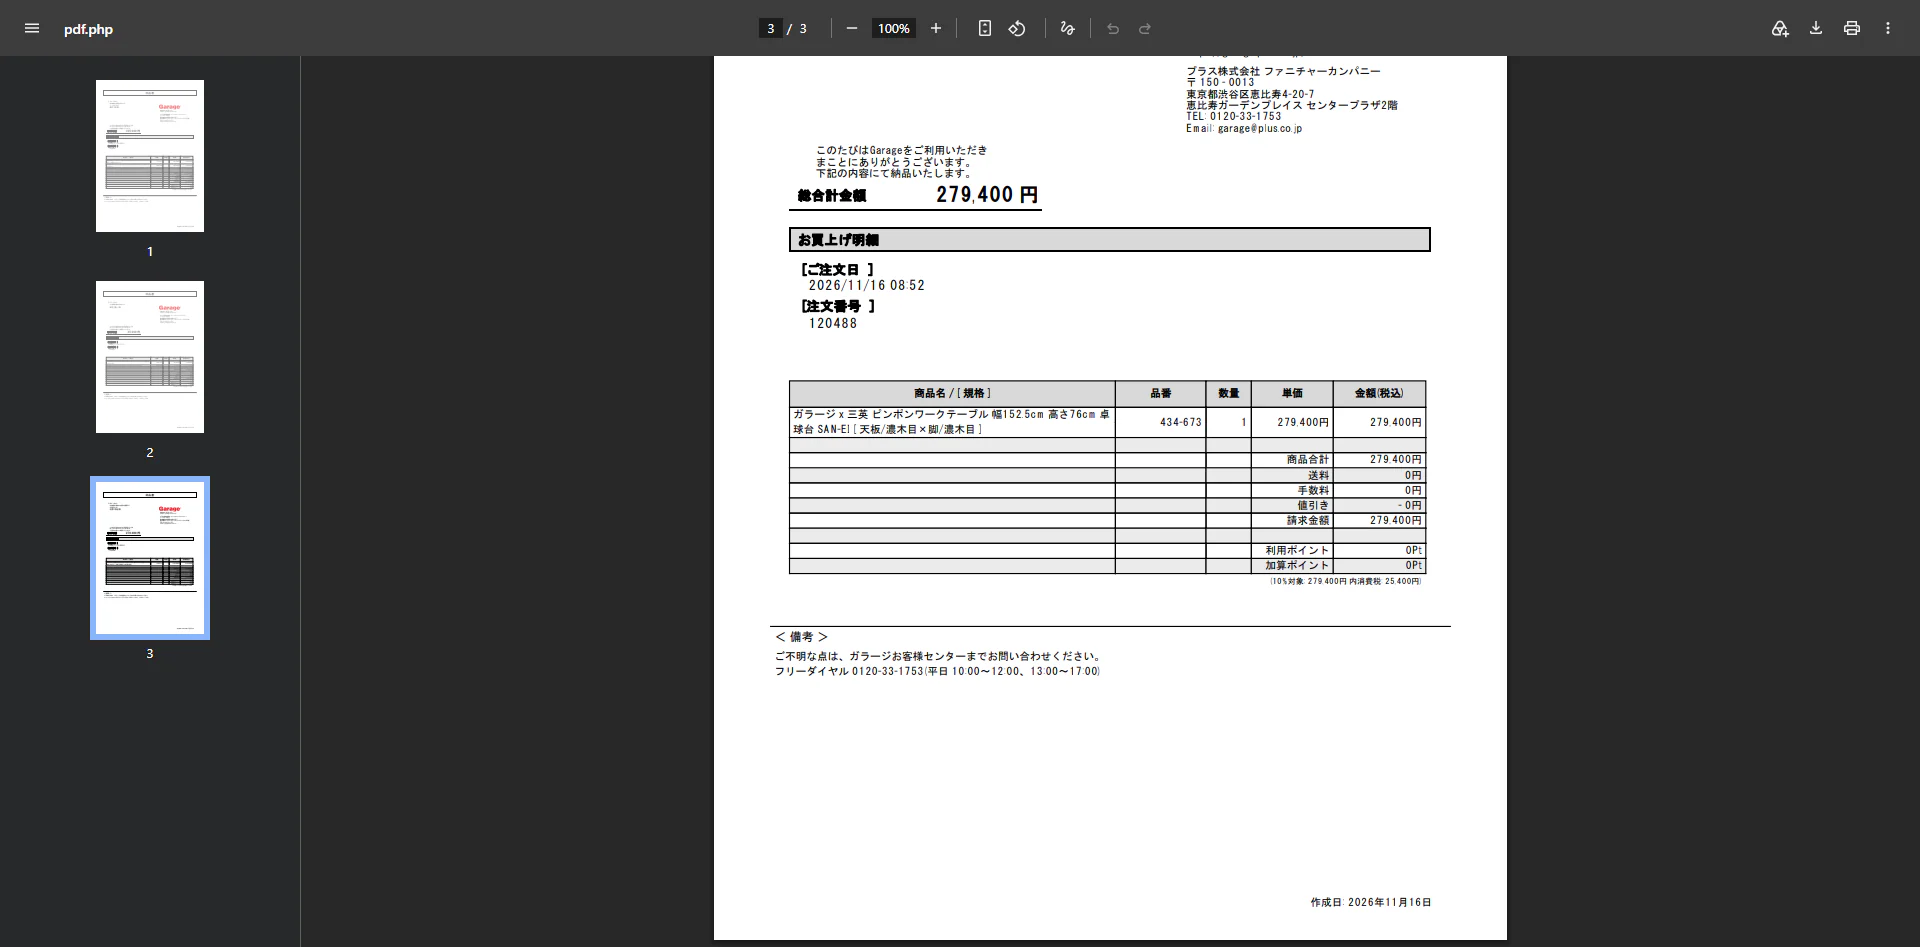 pdf.php
3 / 3
100%
1
2
3
プラス株式会社 ファニチャーカンパニー
〒150-0013
東京都渋谷区恵比寿4-20-7
恵比寿ガーデンプレイス センタープラザ2階
TEL: 0120-33-1753
Email: garage@plus.co.jp
このたびはGarageをご利用いただき
まことにありがとうございます。
下記の内容にて納品いたします。
総合計金額 279,400 円
お買上げ明細
[ご注文日 ]
2026/11/16 08:52
[注文番号 ]
120488
商品名 / [ 規格 ] 品番 数量 単価 金額(税込)
ガラージ x 三英 ピンポンワークテーブル 幅152.5cm 高さ76cm 卓
球台 SAN-EI [ 天板/濃木目×脚/濃木目 ] 434-673 1 279,400円 279,400円
商品合計 279,400円
送料 0円
手数料 0円
値引き - 0円
請求金額 279,400円
利用ポイント 0Pt
加算ポイント 0Pt
(10%対象: 279,400円 内消費税: 25,400円)
＜ 備考 ＞
ご不明な点は、ガラージお客様センターまでお問い合わせください。
フリーダイヤル 0120-33-1753(平日 10:00〜12:00、13:00〜17:00)
作成日: 2026年11月16日
Garage
Garage
Garage